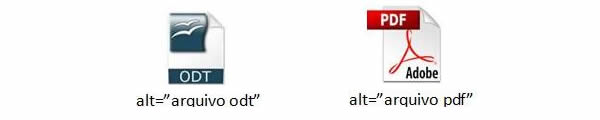 ODT
alt=”arquivo odt”
PDF
Adobe
alt=”arquivo pdf”